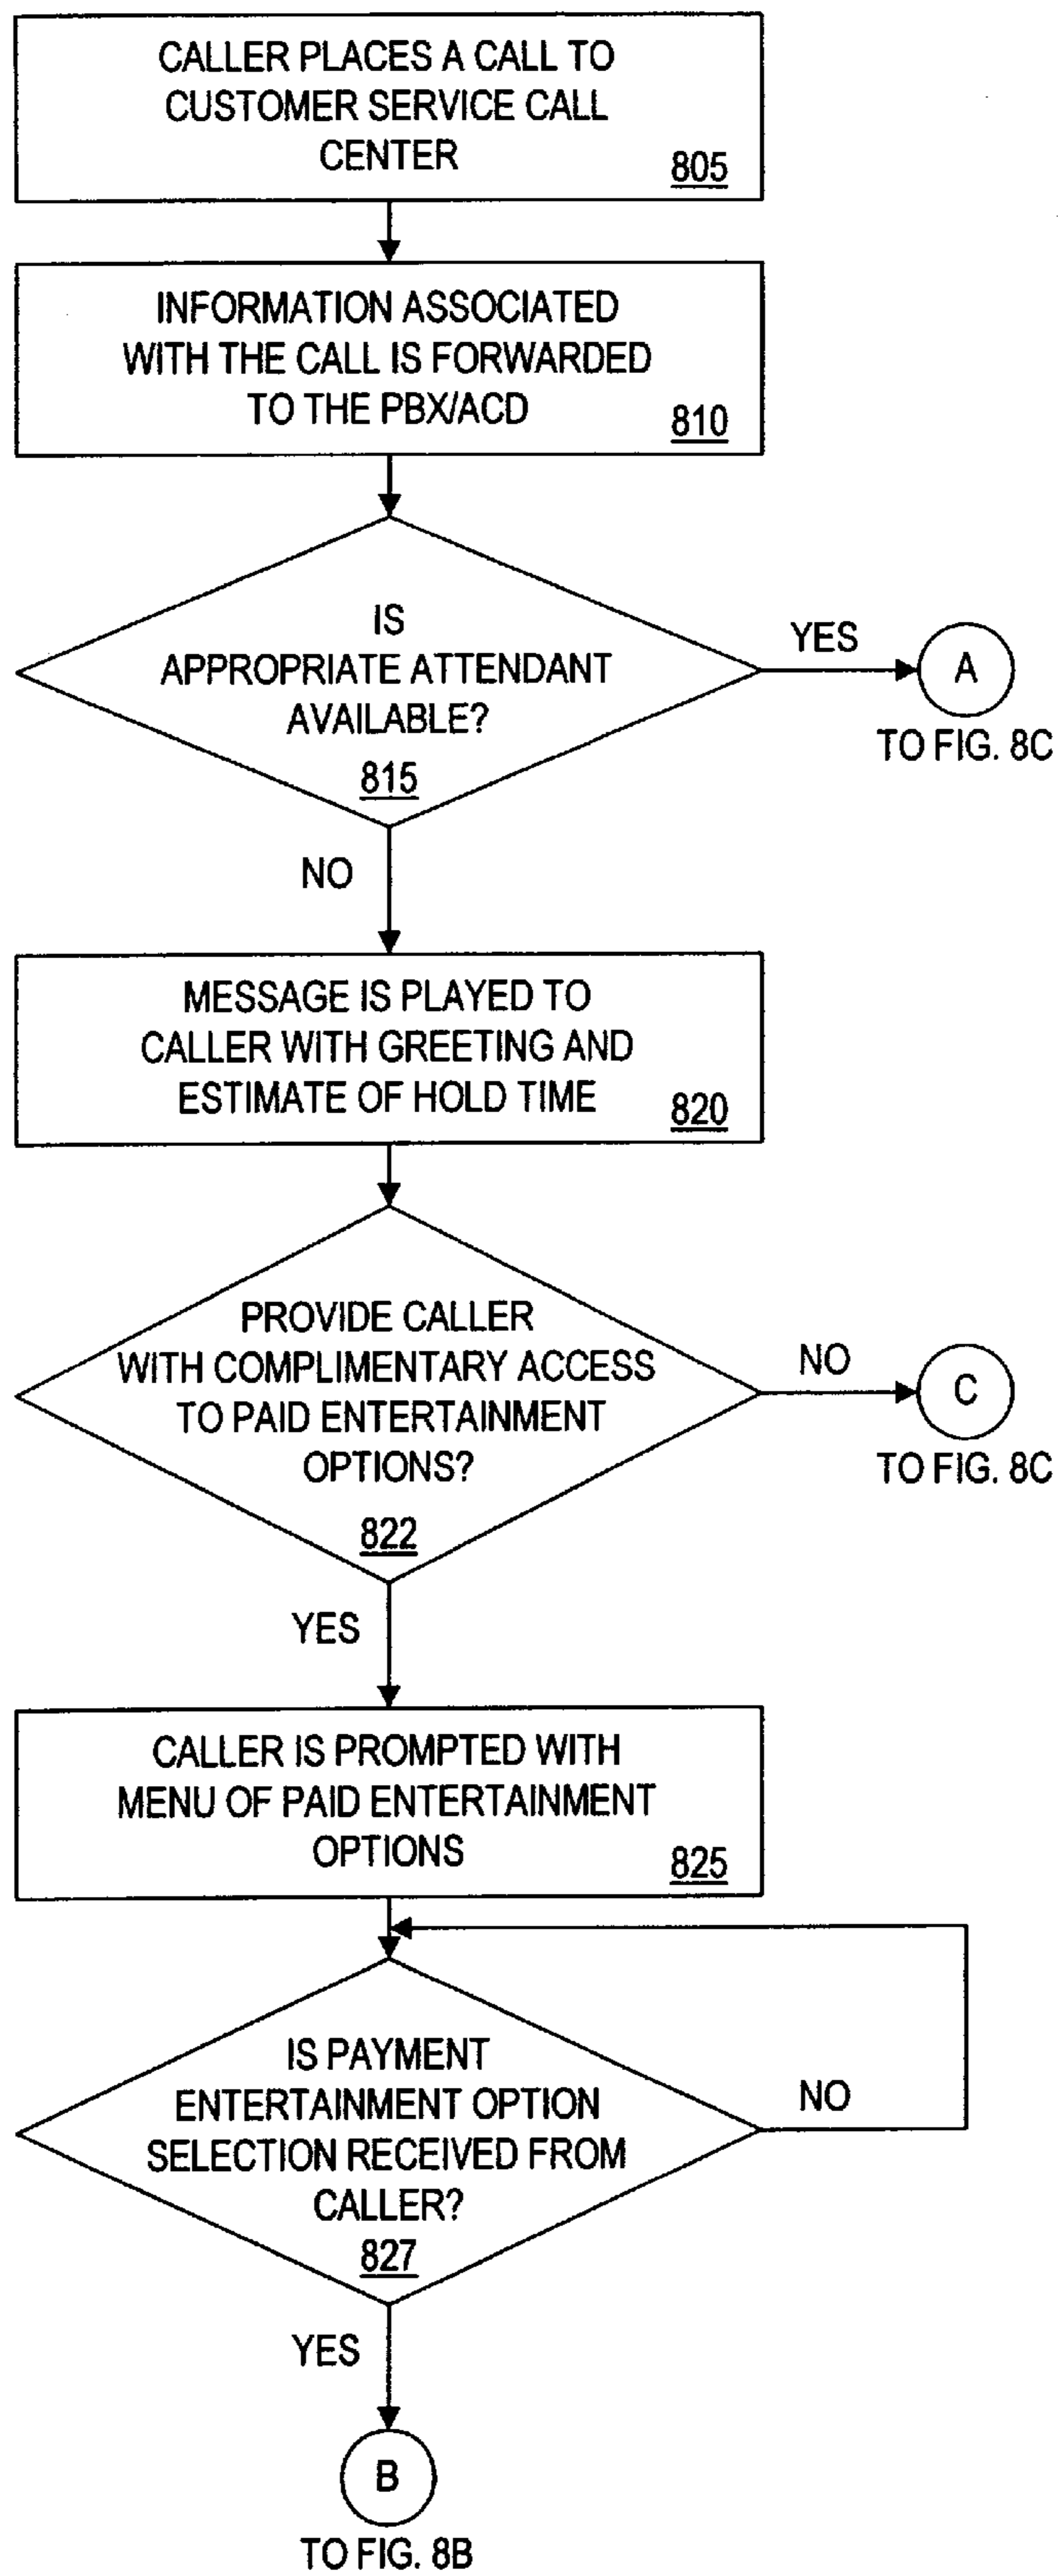 CALLER PLACES A CALL TO
CUSTOMER SERVICE CALL
CENTER
805
INFORMATION ASSOCIATED
WITH THE CALL IS FORWARDED
TO THE PBX/ACD
810
IS
APPROPRIATE ATTENDANT
AVAILABLE?
815
YES
A
TO FIG. 8C
NO
MESSAGE IS PLAYED TO
CALLER WITH GREETING AND
ESTIMATE OF HOLD TIME
820
PROVIDE CALLER
WITH COMPLIMENTARY ACCESS
TO PAID ENTERTAINMENT
OPTIONS?
822
NO
C
TO FIG. 8C
YES
CALLER IS PROMPTED WITH
MENU OF PAID ENTERTAINMENT
OPTIONS
825
IS PAYMENT
ENTERTAINMENT OPTION
SELECTION RECEIVED FROM
CALLER?
827
NO
YES
B
TO FIG. 8B